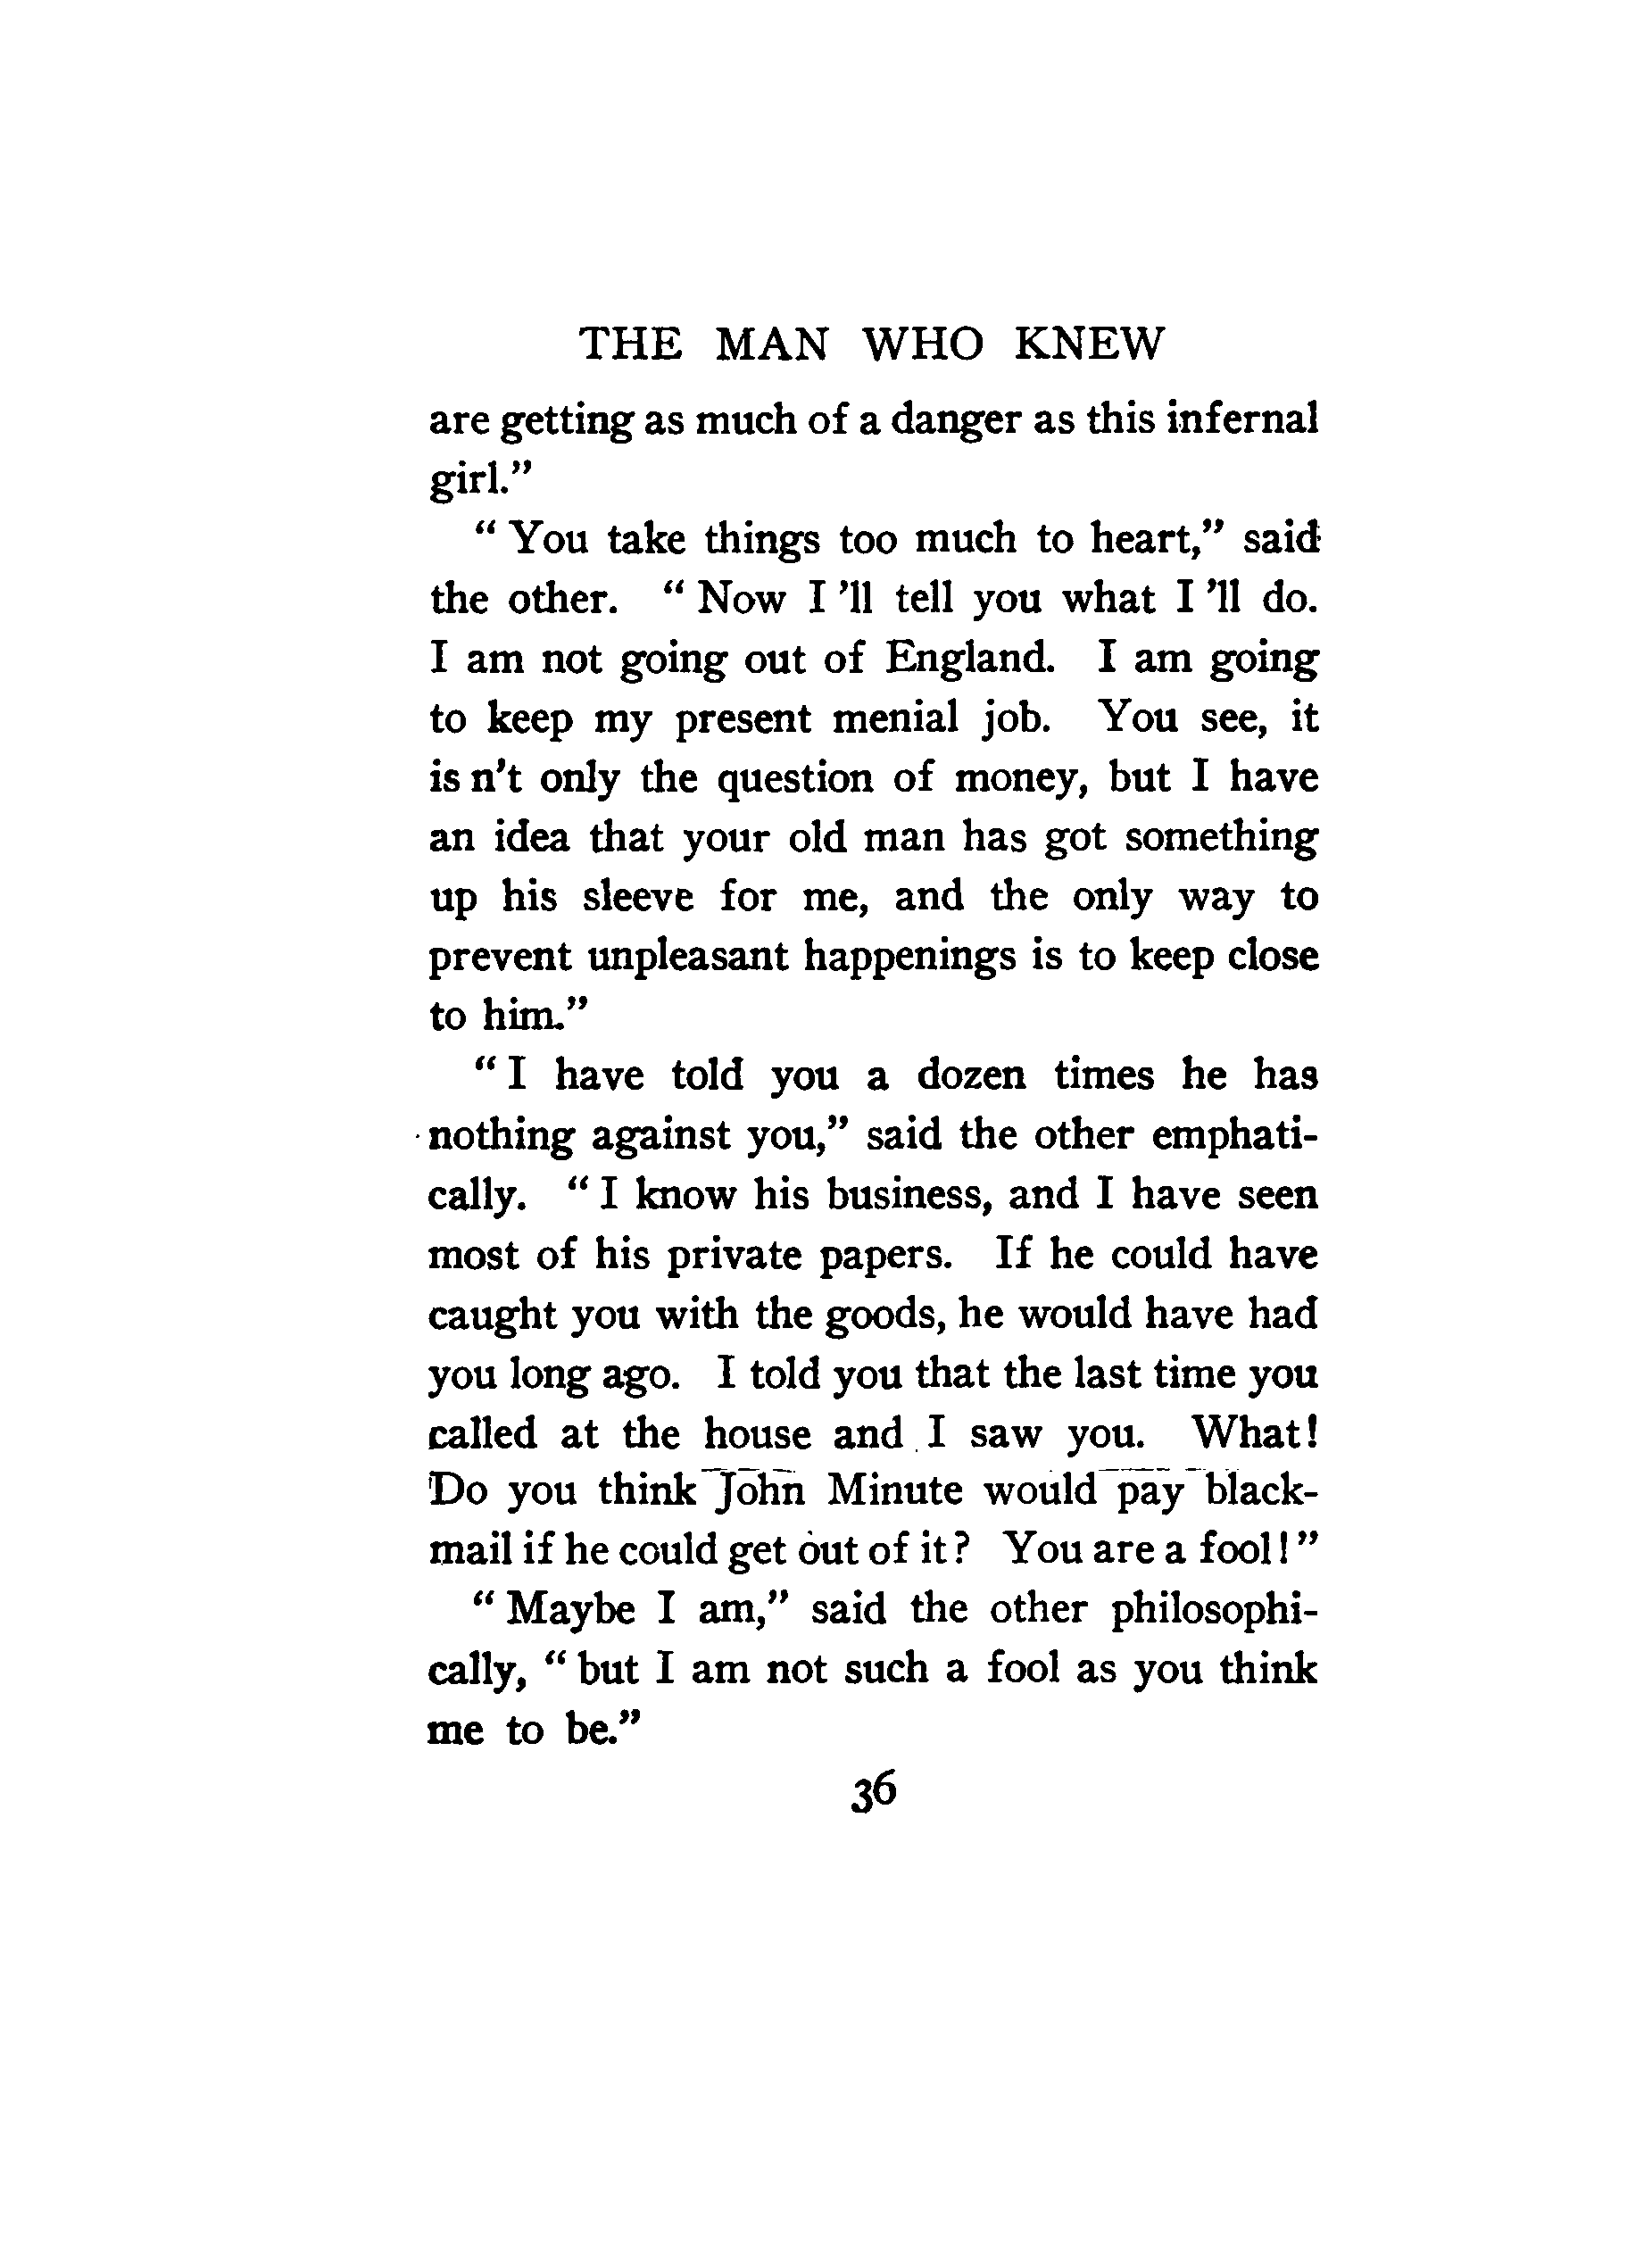 THE MAN WHO KNEW
are getting as much of a danger as this infernal
girl.”
“ You take things too much to heart,” said
the other. “ Now I ’ll tell you what I ’ll do.
I am not going out of England. I am going
to keep my present menial job. You see, it
is n’t only the question of money, but I have
an idea that your old man has got something
up his sleeve for me, and the only way to
prevent unpleasant happenings is to keep close
to him.”
“ I have told you a dozen times he has
nothing against you,” said the other emphati-
cally. “ I know his business, and I have seen
most of his private papers. If he could have
caught you with the goods, he would have had
you long ago. I told you that the last time you
called at the house and I saw you. What!
Do you think John Minute would pay black-
mail if he could get out of it? You are a fool! ”
“ Maybe I am,” said the other philosophi-
cally, “ but I am not such a fool as you think
me to be.”
36